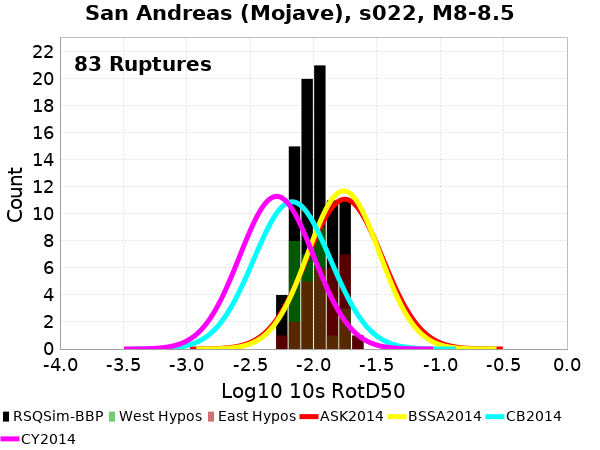 San Andreas (Mojave), s022, M8-8.5
83 Ruptures
Count
22
20
18
16
14
12
10
8
6
4
2
0
-4.0 -3.5 -3.0 -2.5 -2.0 -1.5 -1.0 -0.5 0.0
Log10 10s RotD50
RSQSim-BBP West Hypos East Hypos ASK2014 BSSA2014 CB2014
CY2014